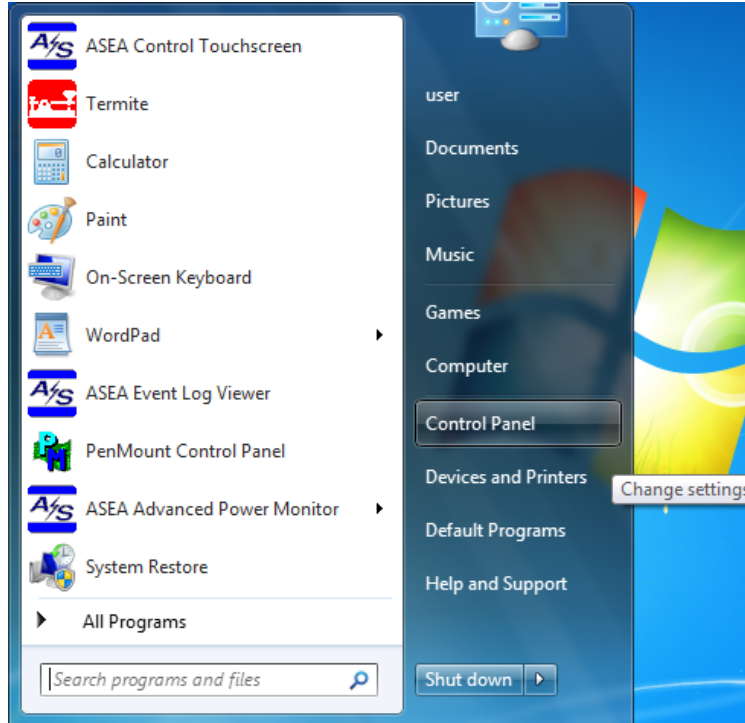 ASEA Control Touchscreen
Termite
Calculator
Paint
On-Screen Keyboard
WordPad
ASEA Event Log Viewer
PenMount Control Panel
ASEA Advanced Power Monitor
System Restore
All Programs
Search programs and files
user
Documents
Pictures
Music
Games
Computer
Control Panel
Devices and Printers
Default Programs
Help and Support
Shut down
Change settings